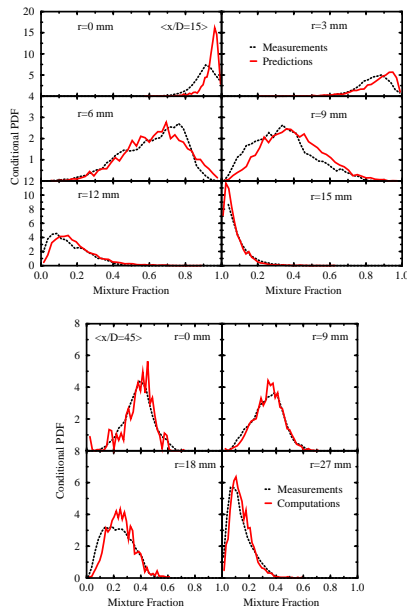 20
r=0 mm
<x/D=15>
r=3 mm
15
Measurements
Predictions
10
5
4
r=6 mm
r=9 mm
3
2
1
Conditional PDF
12
r=12 mm
r=15 mm
10
8
6
4
2
0
0.0 0.2 0.4 0.6 0.8 1.0 0.2 0.4 0.6 0.8 1.0
Mixture Fraction Mixture Fraction
8
<x/D=45>
r=0 mm
r=9 mm
6
4
2
8
Conditional PDF
r=18 mm
r=27 mm
6
Measurements
Computations
4
2
0
0.0 0.2 0.4 0.6 0.8 1.0 0.2 0.4 0.6 0.8 1.0
Mixture Fraction Mixture Fraction